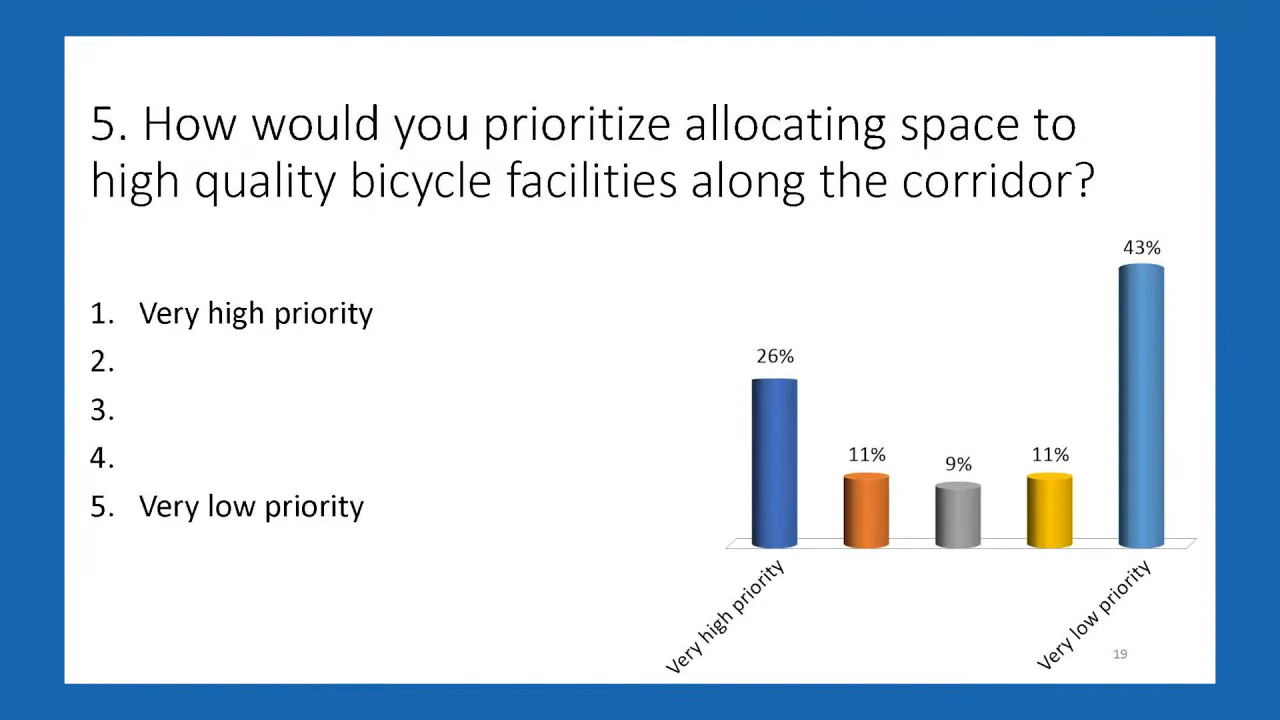 5. How would you prioritize allocating space to
high quality bicycle facilities along the corridor?
1. Very high priority
2.
3.
4.
5. Very low priority
26%
11%
9%
11%
43%
Very high priority
Very low priority
19